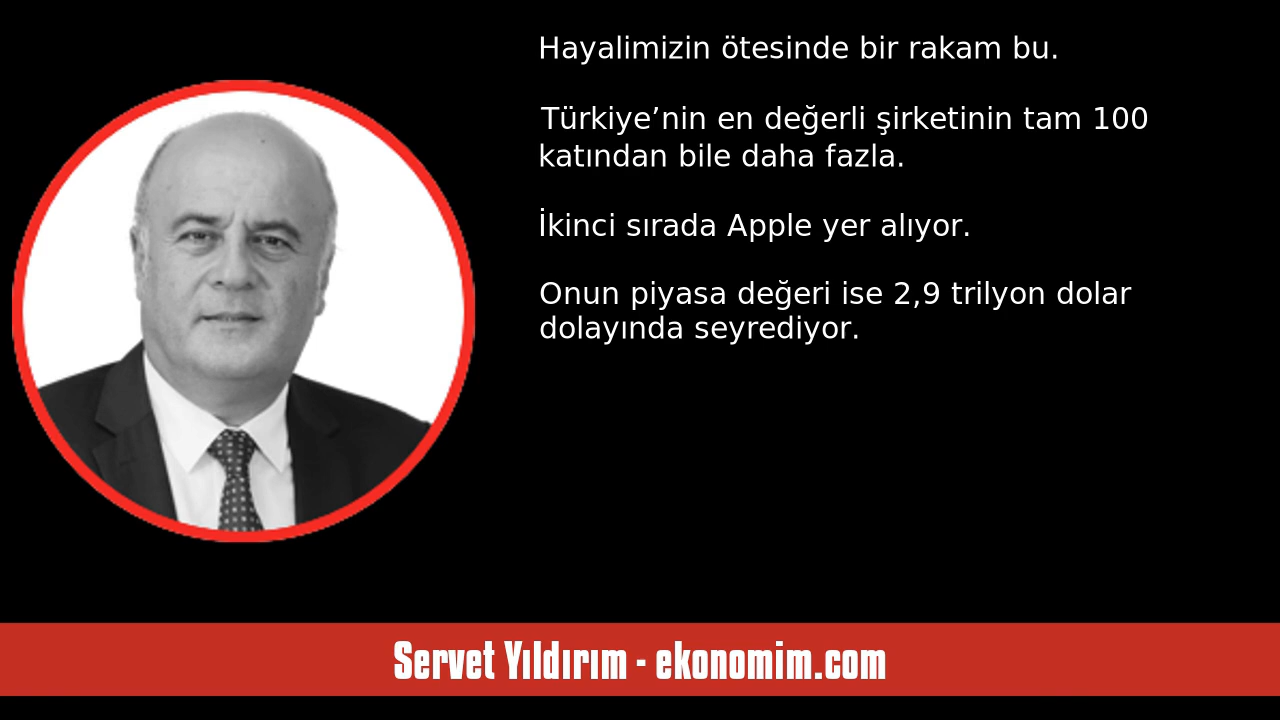 Hayalimizin ötesinde bir rakam bu.
Türkiye’nin en değerli şirketinin tam 100
katından bile daha fazla.
İkinci sırada Apple yer alıyor.
Onun piyasa değeri ise 2,9 trilyon dolar
dolayında seyrediyor.
Servet Yıldırım - ekonomim.com